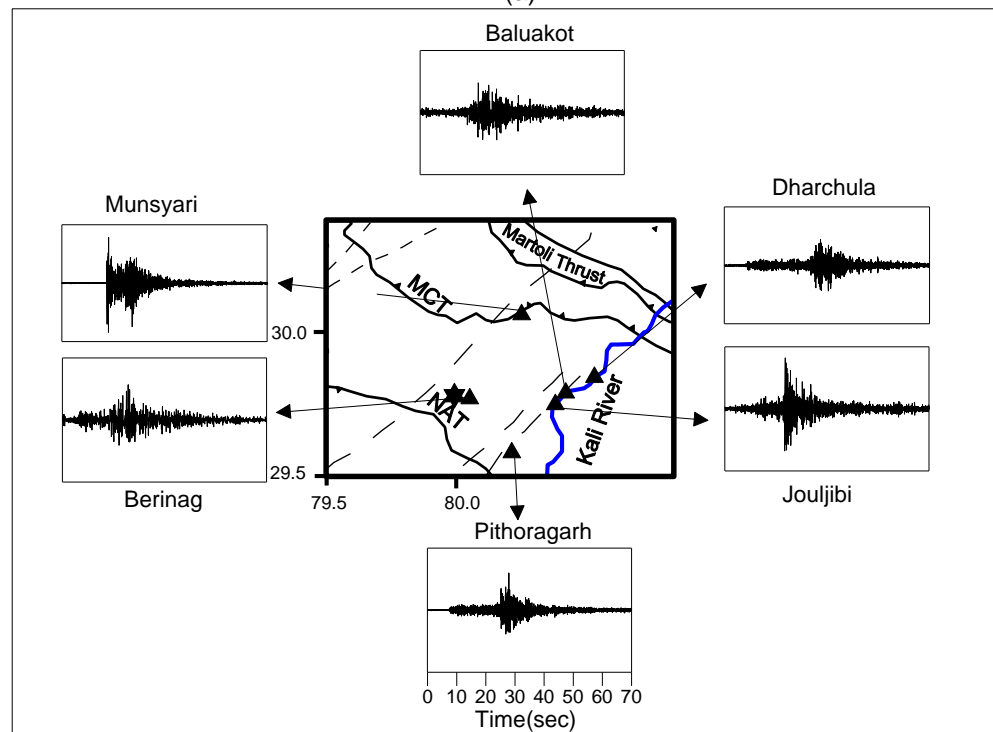 Baluakot
Munsyari
Dharchula
Martoli Thrust
MCT
30.0
NAT
Kali River
29.5
79.5
80.0
Berinag
Jouljibi
Pithoragarh
0 10 20 30 40 50 60 70
Time(sec)